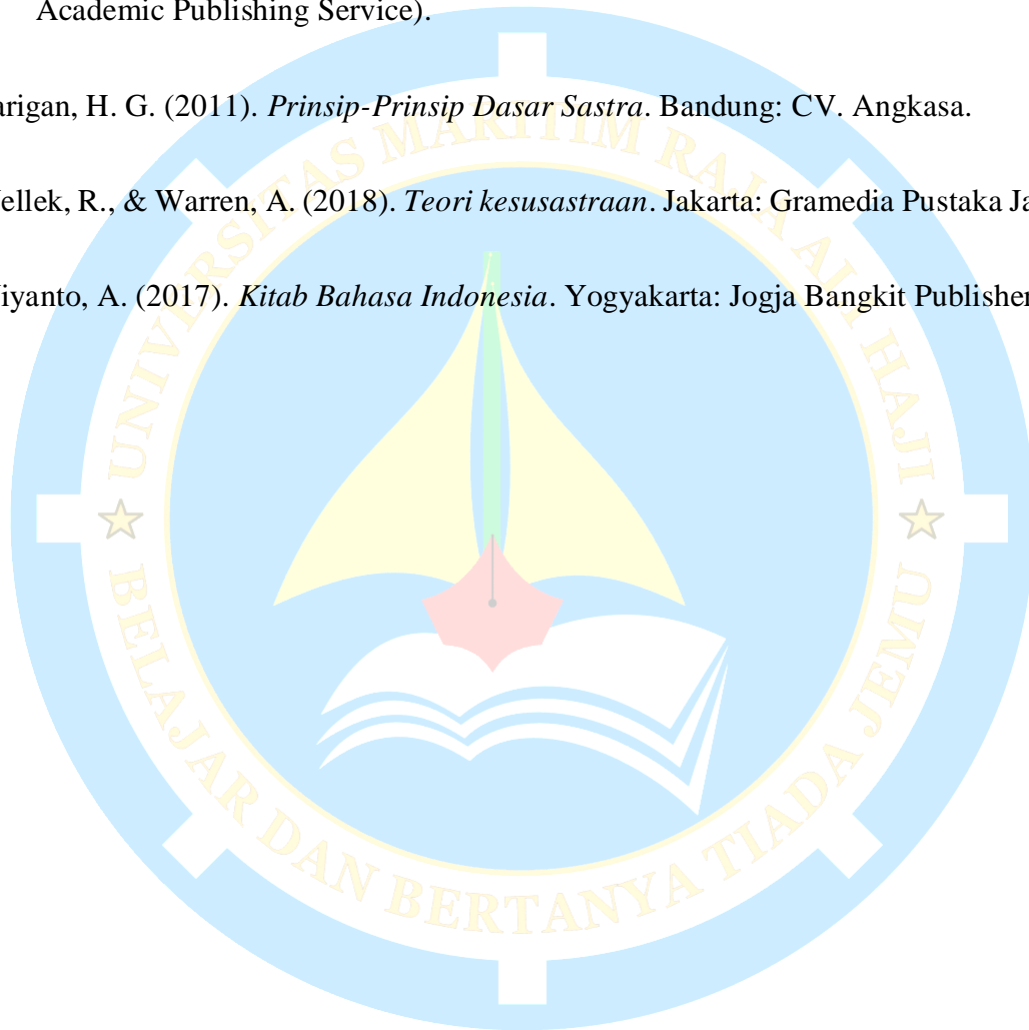 Academic Publishing Service).
arigan, H. G. (2011). Prinsip-Prinsip Dasar Sastra. Bandung: CV. Angkasa.
ellek, R., & Warren, A. (2018). Teori kesusastraan. Jakarta: Gramedia Pustaka Ja
iyanto, A. (2017). Kitab Bahasa Indonesia. Yogyakarta: Jogja Bangkit Publisher
UNIVERSITAS MARITIM RAJA ALI HAJI
BELAJAR DAN BERTANYA TIADA JEMU